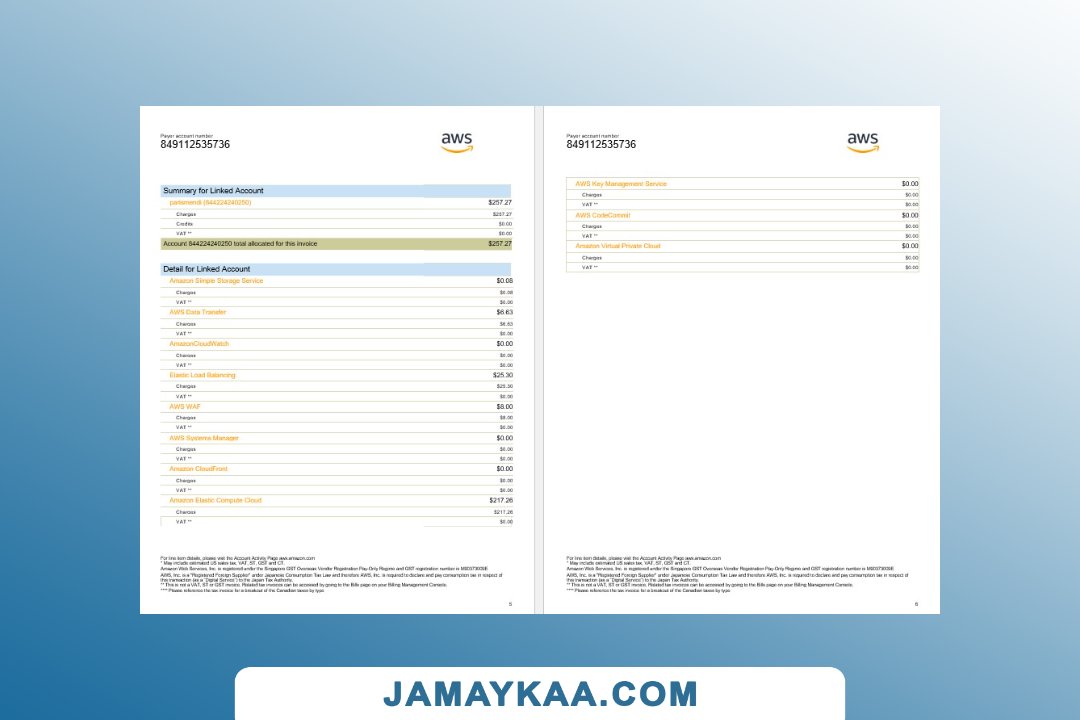 Payer account number
849112535736
aws
Summary for Linked Account
parismendi (844224240250) $257.27
Charges $257.27
Credits $0.00
VAT ** $0.00
Account 844224240250 total allocated for this invoice $257.27
Detail for Linked Account
Amazon Simple Storage Service $0.08
Charges $0.08
VAT ** $0.00
AWS Data Transfer $6.63
Charges $6.63
VAT ** $0.00
AmazonCloudWatch $0.00
Charges $0.00
VAT ** $0.00
Elastic Load Balancing $25.30
Charges $25.30
VAT ** $0.00
AWS WAF $8.00
Charges $8.00
VAT ** $0.00
AWS Systems Manager $0.00
Charges $0.00
VAT ** $0.00
Amazon CloudFront $0.00
Charges $0.00
VAT ** $0.00
Amazon Elastic Compute Cloud $217.26
Charges $217.26
VAT ** $0.00
For line item details, please visit the Account Activity Page aws.amazon.com
* May include estimated US sales tax, VAT, ST, GST and CT.
Amazon Web Services, Inc. is registered under the Singapore GST Overseas Vendor Registration Pay-Only Regime and GST registration number is
AWS, Inc. is a "Registered Foreign Supplier" under Japanese Consumption Tax Law and therefore AWS, Inc. is required to declare and pay consumption tax in respect of
this transaction (as a "Digital Service") to the Japan Tax Authority.
** This is not a VAT, ST or GST invoice. Related tax invoices can be accessed by going to the Bills page on your Billing Management Console.
**** Please reference the tax invoice for a breakout of the Canadian taxes by type
5
Payer account number
849112535736
aws
AWS Key Management Service $0.00
Charges $0.00
VAT ** $0.00
AWS CodeCommit $0.00
Charges $0.00
VAT ** $0.00
Amazon Virtual Private Cloud $0.00
Charges $0.00
VAT ** $0.00
For line item details, please visit the Account Activity Page aws.amazon.com
* May include estimated US sales tax, VAT, ST, GST and CT.
Amazon Web Services, Inc. is registered under the Singapore GST Overseas Vendor Registration Pay-Only Regime and GST registration number is
AWS, Inc. is a "Registered Foreign Supplier" under Japanese Consumption Tax Law and therefore AWS, Inc. is required to declare and pay consumption tax in respect of
this transaction (as a "Digital Service") to the Japan Tax Authority.
** This is not a VAT, ST or GST invoice. Related tax invoices can be accessed by going to the Bills page on your Billing Management Console.
**** Please reference the tax invoice for a breakout of the Canadian taxes by type
6
JAMAYKAA.COM